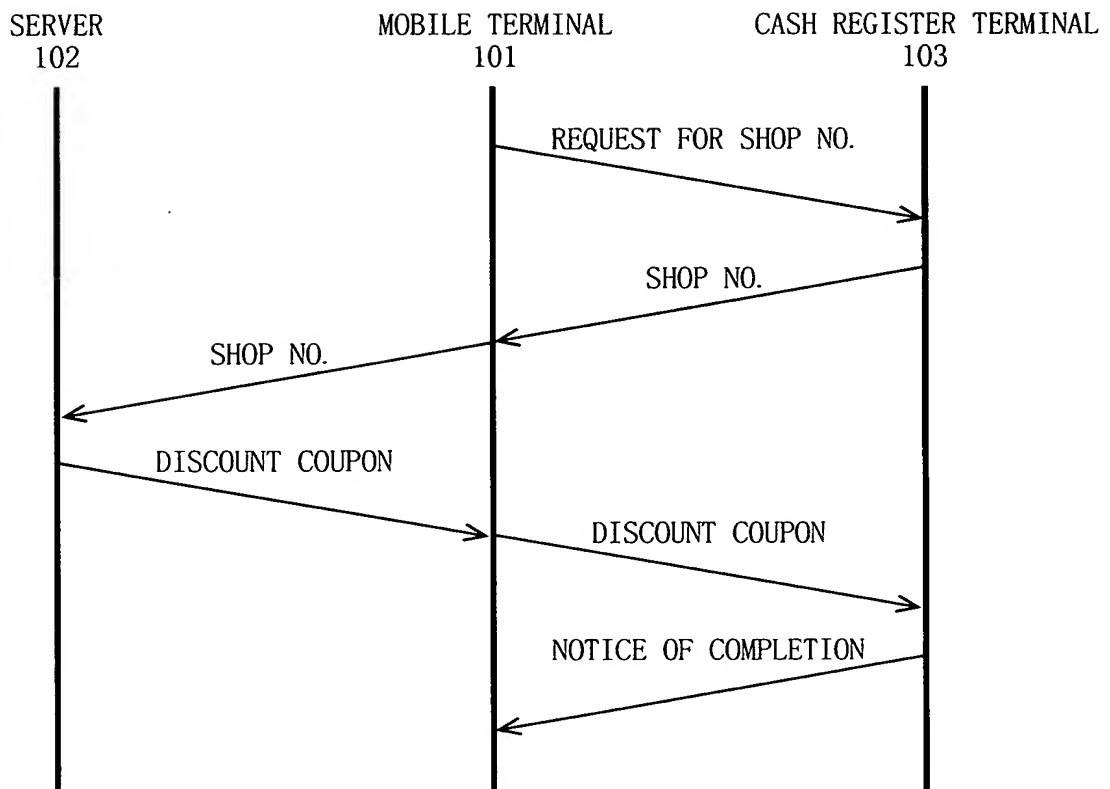 SERVER
102
MOBILE TERMINAL
101
CASH REGISTER TERMINAL
103
REQUEST FOR SHOP NO.
SHOP NO.
SHOP NO.
DISCOUNT COUPON
DISCOUNT COUPON
NOTICE OF COMPLETION